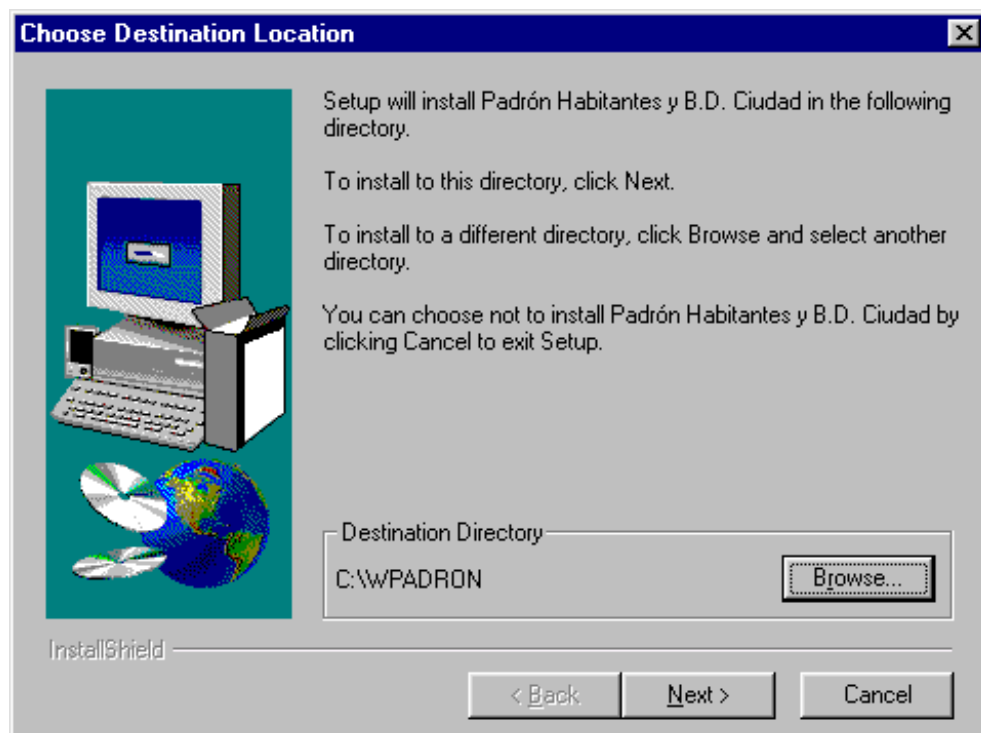 Choose Destination Location
Setup will install Padrón Habitantes y B.D. Ciudad in the following
directory.
To install to this directory, click Next.
To install to a different directory, click Browse and select another
directory.
You can choose not to install Padrón Habitantes y B.D. Ciudad by
clicking Cancel to exit Setup.
Destination Directory
C:\WPADRON
Browse...
InstallShield
< Back
Next >
Cancel